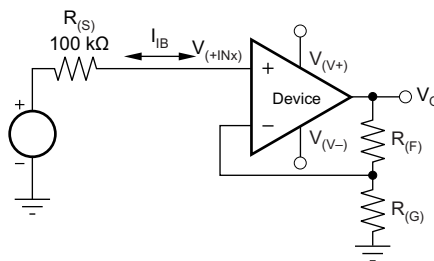 R(S)
100 kΩ
IIB
V(+INx)
V(V+)
+
+
Device
VO
−
−
V(V–)
R(F)
R(G)